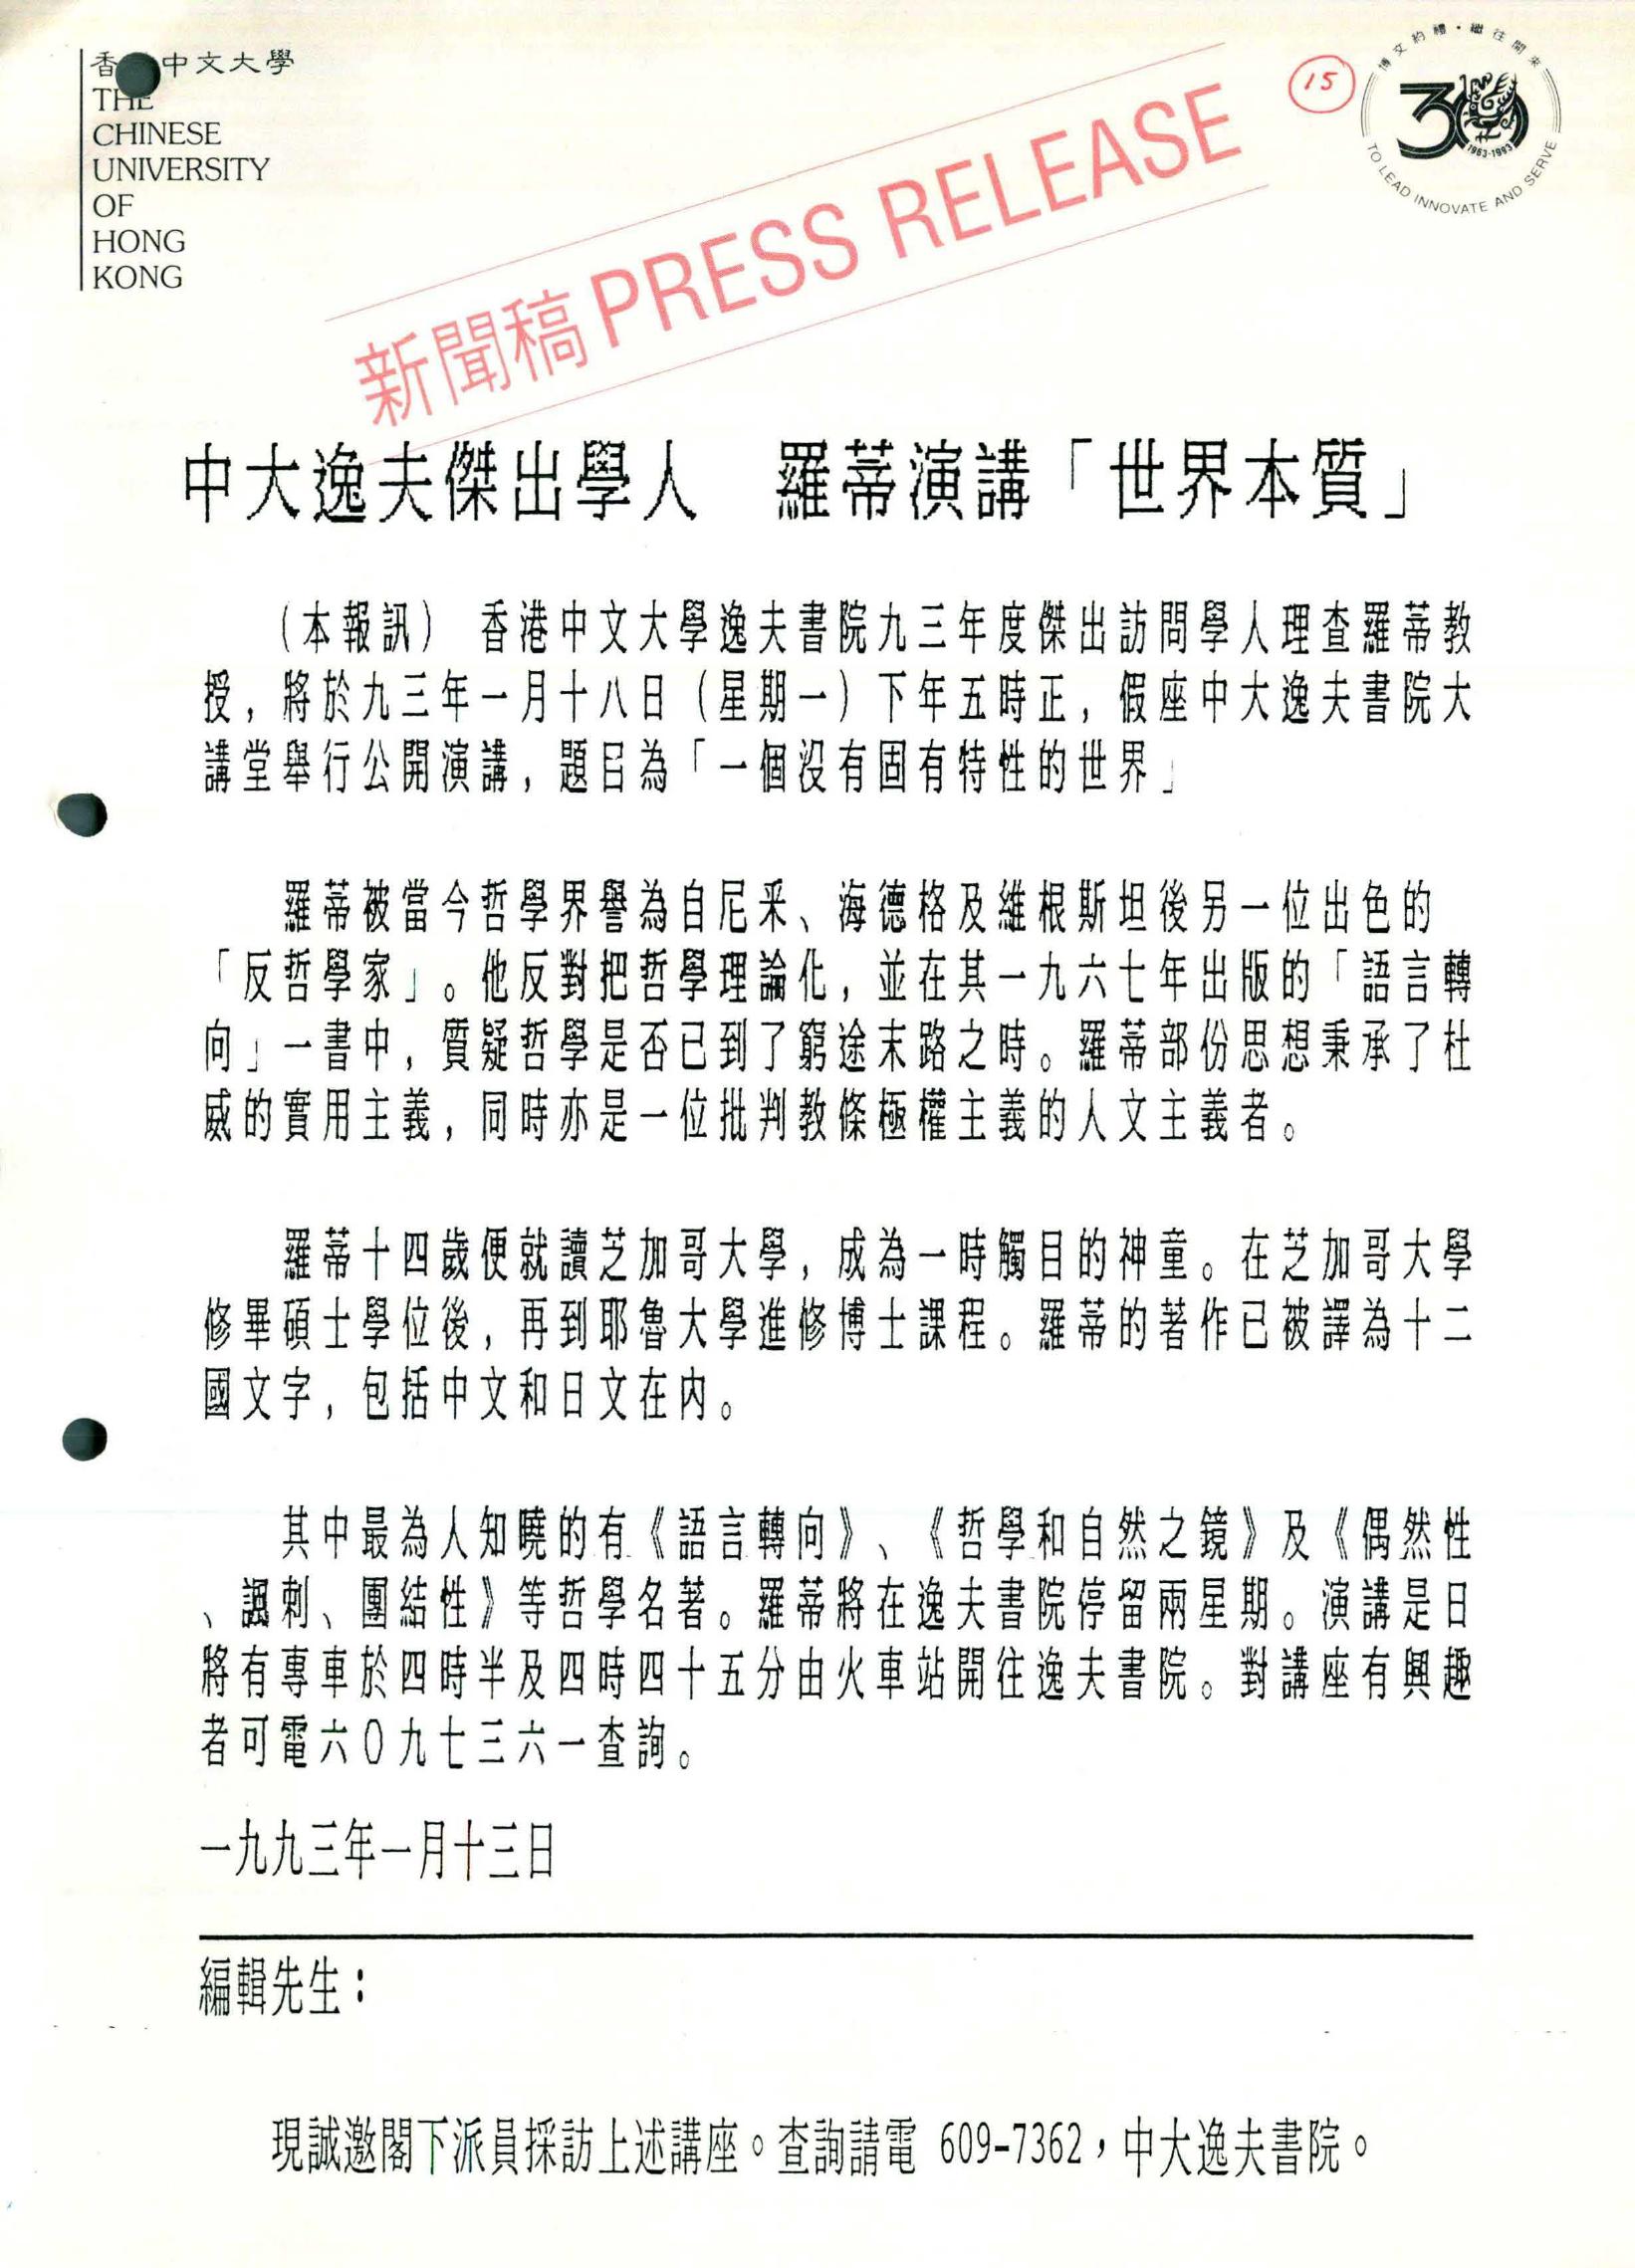 香 中文大學
THE
CHINESE
UNIVERSITY
OF
HONG
KONG
新聞稿 PRESS RELEASE
15
博文約禮・繼往開來
30
1963-1993
TO LEAD INNOVATE AND SERVE
中大逸夫傑出學人　羅蒂演講「世界本質」
（本報訊）　香港中文大學逸夫書院九三年度傑出訪問學人理查羅蒂教
授，將於九三年一月十八日（星期一）下年五時正，假座中大逸夫書院大
講堂舉行公開演講，題目為「一個沒有固有特性的世界」
羅蒂被當今哲學界譽為自尼釆、海德格及維根斯坦後另一位出色的
「反哲學家」。他反對把哲學理論化，並在其一九六七年出版的「語言轉
向」一書中，質疑哲學是否已到了窮途末路之時。羅蒂部份思想秉承了杜
威的實用主義，同時亦是一位批判教條極權主義的人文主義者。
羅蒂十四歲便就讀芝加哥大學，成為一時觸目的神童。在芝加哥大學
修畢碩士學位後，再到耶魯大學進修博士課程。羅蒂的著作已被譯為十二
國文字，包括中文和日文在內。
其中最為人知曉的有《語言轉向》、《哲學和自然之鏡》及《偶然性
、諷刺、團結性》等哲學名著。羅蒂將在逸夫書院停留兩星期。演講是日
將有專車於四時半及四時四十五分由火車站開往逸夫書院。對講座有興趣
者可電六〇九七三六一查詢。
一九九三年一月十三日
編輯先生：
現誠邀閣下派員採訪上述講座。查詢請電 609-7362，中大逸夫書院。